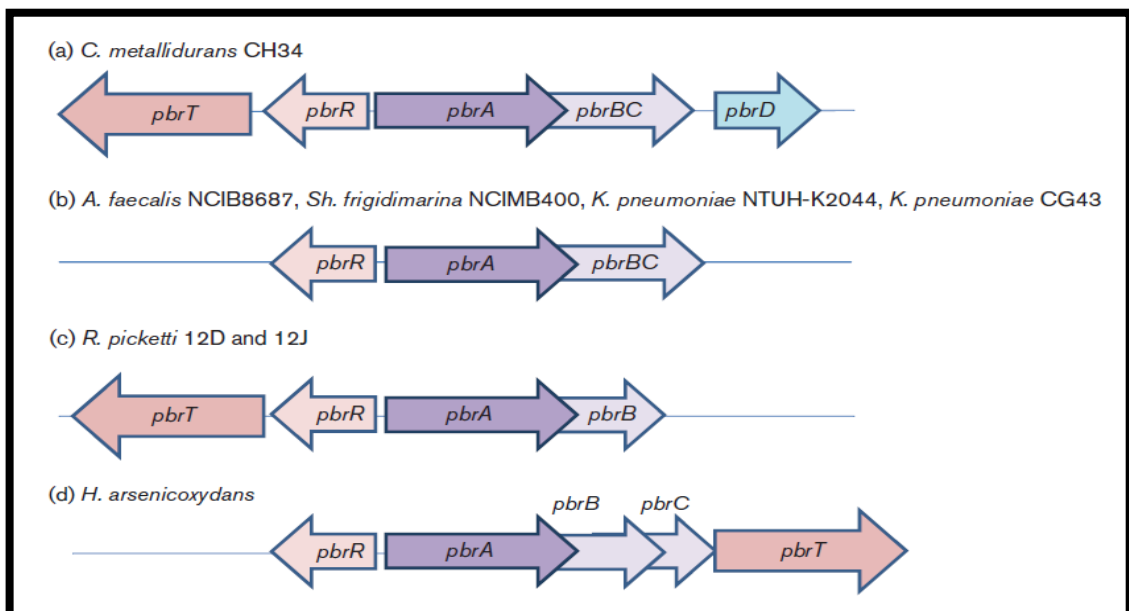 (a) C. metallidurans CH34
pbrT pbrR pbrA pbrBC pbrD
(b) A. faecalis NCIB8687, Sh. frigidimarina NCIMB400, K. pneumoniae NTUH-K2044, K. pneumoniae CG43
pbrR pbrA pbrBC
(c) R. picketti 12D and 12J
pbrT pbrR pbrA pbrB
(d) H. arsenicoxydans
pbrB pbrC
pbrR pbrA pbrT